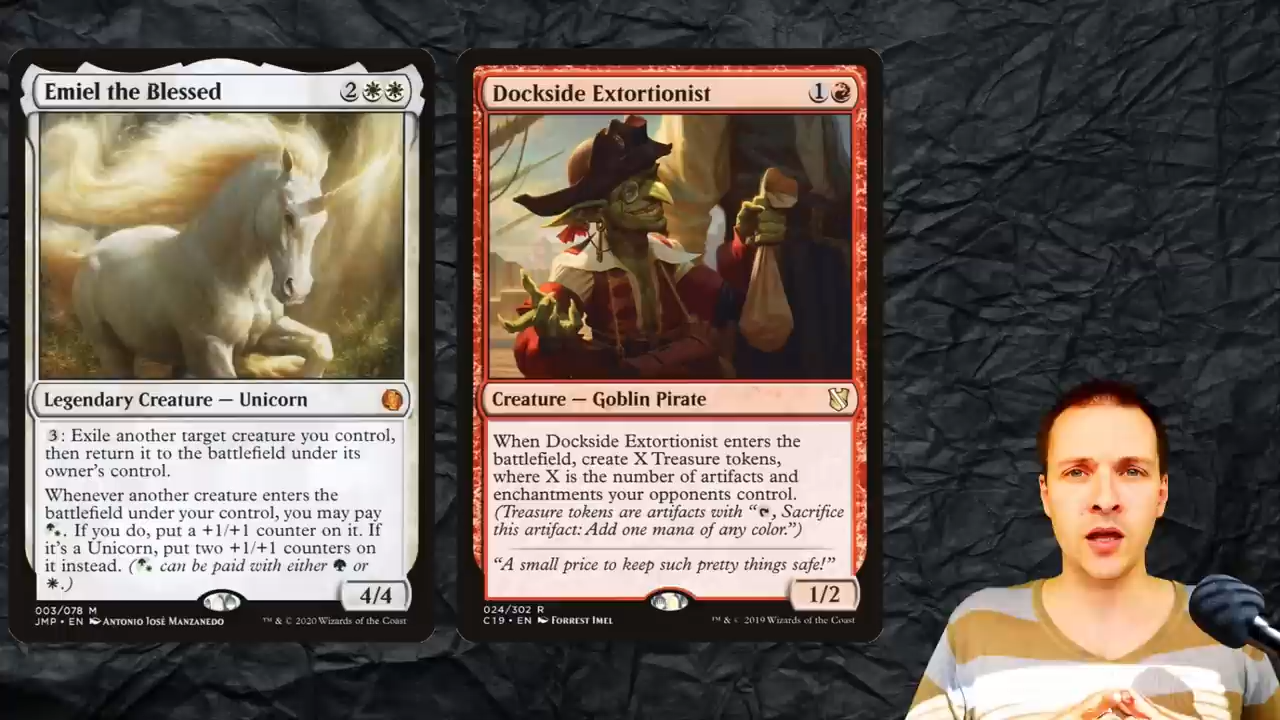 Emiel the Blessed 2
Legendary Creature — Unicorn
3: Exile another target creature you control,
then return it to the battlefield under its
owner's control.
Whenever another creature enters the
battlefield under your control, you may pay
. If you do, put a +1/+1 counter on it. If
it's a Unicorn, put two +1/+1 counters on
it instead. ( can be paid with either or
.)
4/4
003/078 M
JMP • EN Antonio José Manzanedo ™ & © 2020 Wizards of the Coast
Dockside Extortionist 1
Creature — Goblin Pirate
When Dockside Extortionist enters the
battlefield, create X Treasure tokens,
where X is the number of artifacts and
enchantments your opponents control.
(Treasure tokens are artifacts with “, Sacrifice
this artifact: Add one mana of any color.”)
“A small price to keep such pretty things safe!”
1/2
024/302 R
C19 • EN Forrest Imel ™ & © 2019 Wizards of the Coast